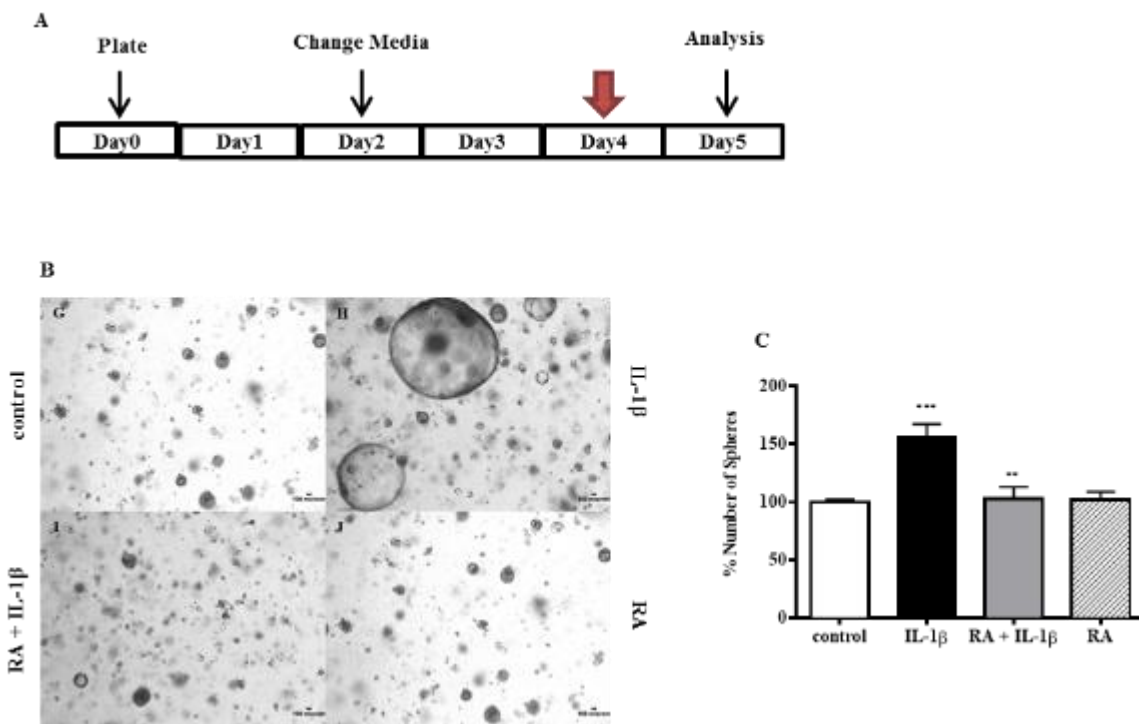 A
Plate
Change Media
Analysis
Day0
Day1
Day2
Day3
Day4
Day5
B
G
H
I
J
control
IL-1β
RA + IL-1β
RA
C
% Number of Spheres
200
150
100
50
0
---
--
control
IL-1β
RA + IL-1β
RA